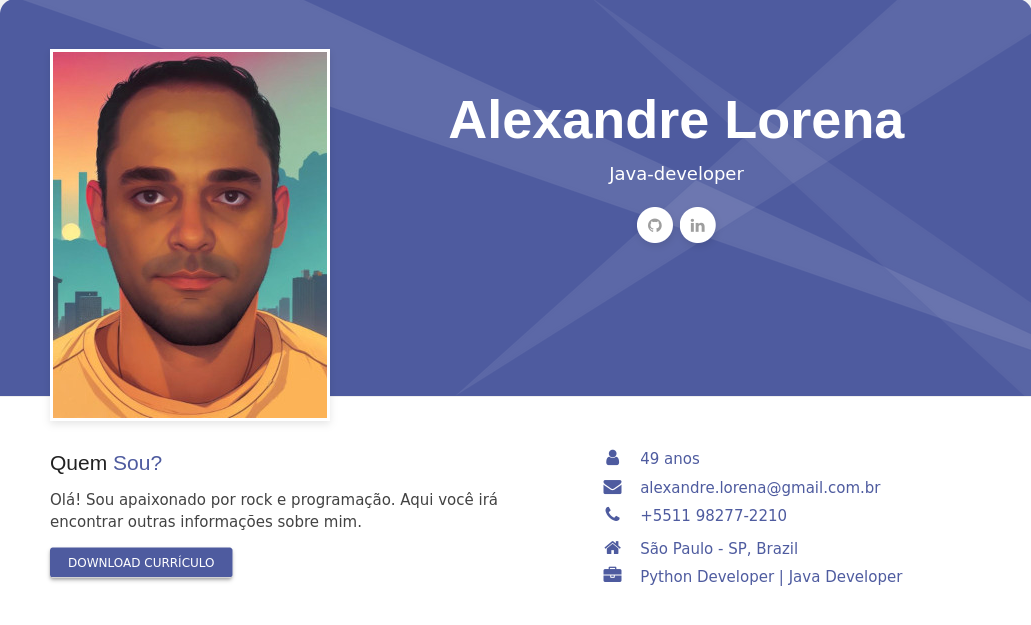 Alexandre Lorena
Java-developer
Quem Sou?
Olá! Sou apaixonado por rock e programação. Aqui você irá
encontrar outras informações sobre mim.
DOWNLOAD CURRÍCULO
49 anos
alexandre.lorena@gmail.com.br
+5511 98277-2210
São Paulo - SP, Brazil
Python Developer | Java Developer